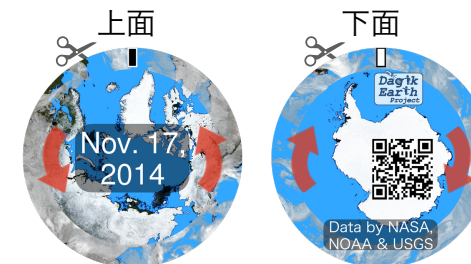 上面
下面
Nov. 17,
2014
Dagik
Earth
Project
Data by NASA,
NOAA & USGS